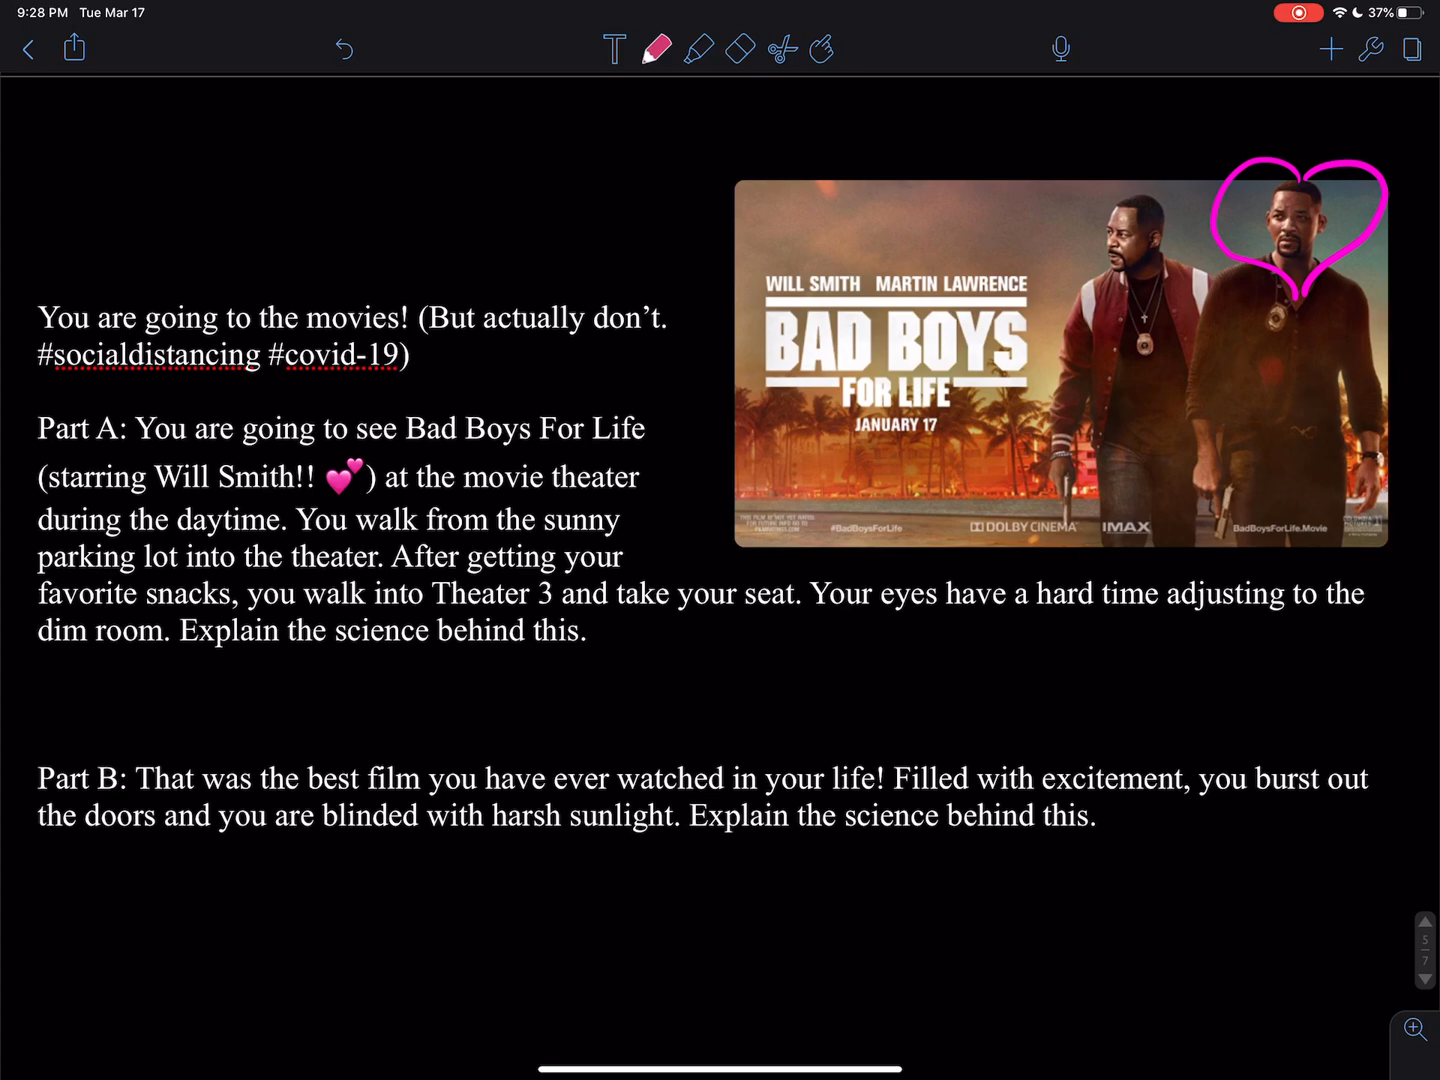 9:28 PM Tue Mar 17
37%
You are going to the movies! (But actually don’t.
#socialdistancing #covid-19)
Part A: You are going to see Bad Boys For Life
(starring Will Smith!! 💕) at the movie theater
during the daytime. You walk from the sunny
parking lot into the theater. After getting your
favorite snacks, you walk into Theater 3 and take your seat. Your eyes have a hard time adjusting to the
dim room. Explain the science behind this.
WILL SMITH MARTIN LAWRENCE
BAD BOYS
FOR LIFE
JANUARY 17
#BadBoysForLife
DOLBY CINEMA
IMAX
BadBoysForLife.Movie
Part B: That was the best film you have ever watched in your life! Filled with excitement, you burst out
the doors and you are blinded with harsh sunlight. Explain the science behind this.
5
7